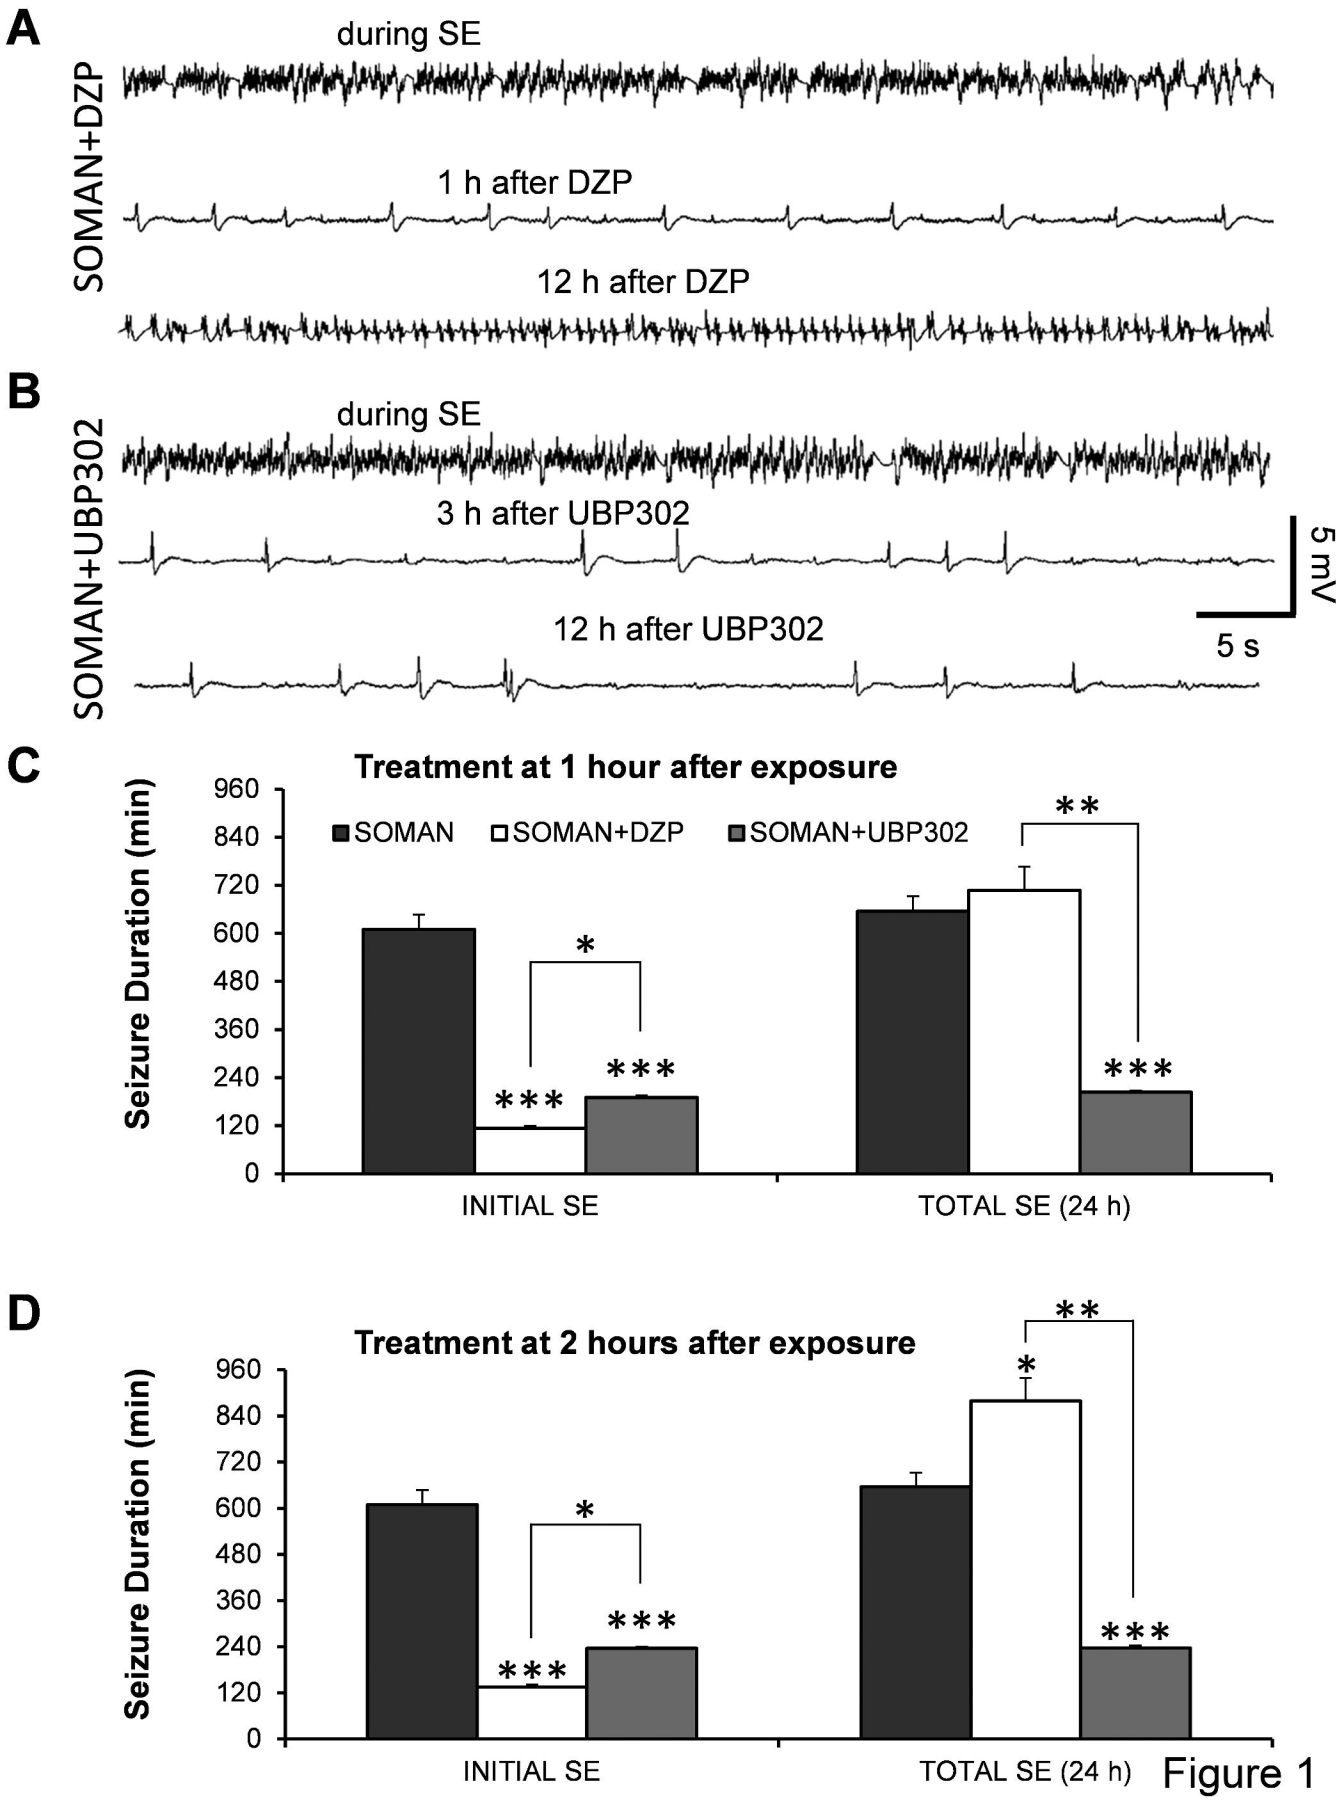 A
during SE
SOMAN+DZP
1 h after DZP
12 h after DZP
B
during SE
SOMAN+UBP302
3 h after UBP302
5 mV
12 h after UBP302
5 s
C
Treatment at 1 hour after exposure
Seizure Duration (min)
960
**
840
SOMAN SOMAN+DZP SOMAN+UBP302
720
600
*
480
360
240
*** *** ***
120
0
INITIAL SE TOTAL SE (24 h)
D
**
Treatment at 2 hours after exposure
*
Seizure Duration (min)
960
840
720
600
*
480
360
240
*** *** ***
120
0
INITIAL SE TOTAL SE (24 h)
Figure 1